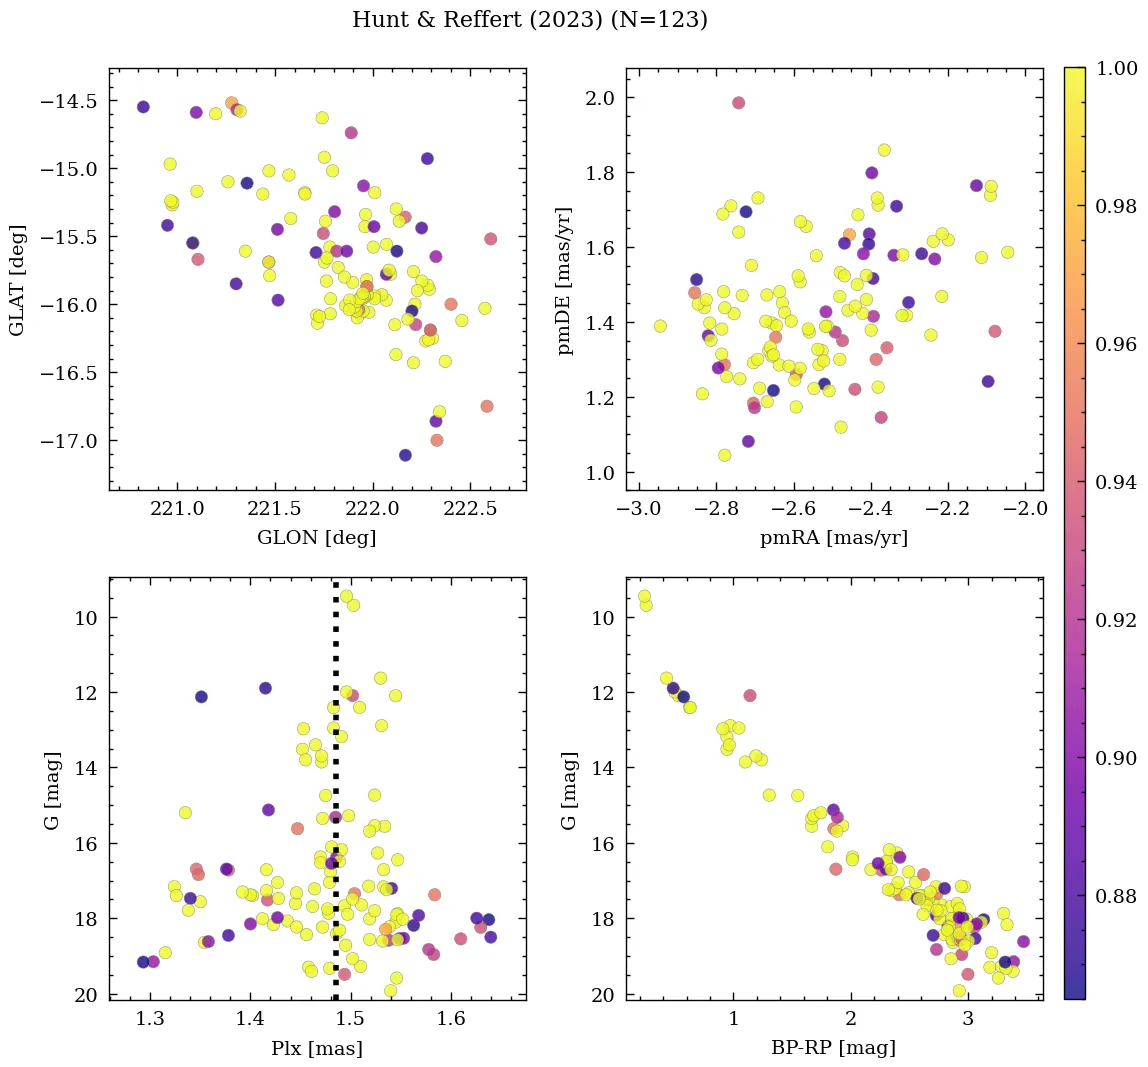 Hunt & Reffert (2023) (N=123)
−14.5
−15.0
−15.5
−16.0
−16.5
−17.0
GLAT [deg]
221.0 221.5 222.0 222.5
GLON [deg]
2.0
1.8
1.6
1.4
1.2
1.0
pmDE [mas/yr]
−3.0 −2.8 −2.6 −2.4 −2.2 −2.0
pmRA [mas/yr]
10
12
14
16
18
20
G [mag]
1.3 1.4 1.5 1.6
Plx [mas]
10
12
14
16
18
20
G [mag]
1 2 3
BP-RP [mag]
1.00
0.98
0.96
0.94
0.92
0.90
0.88